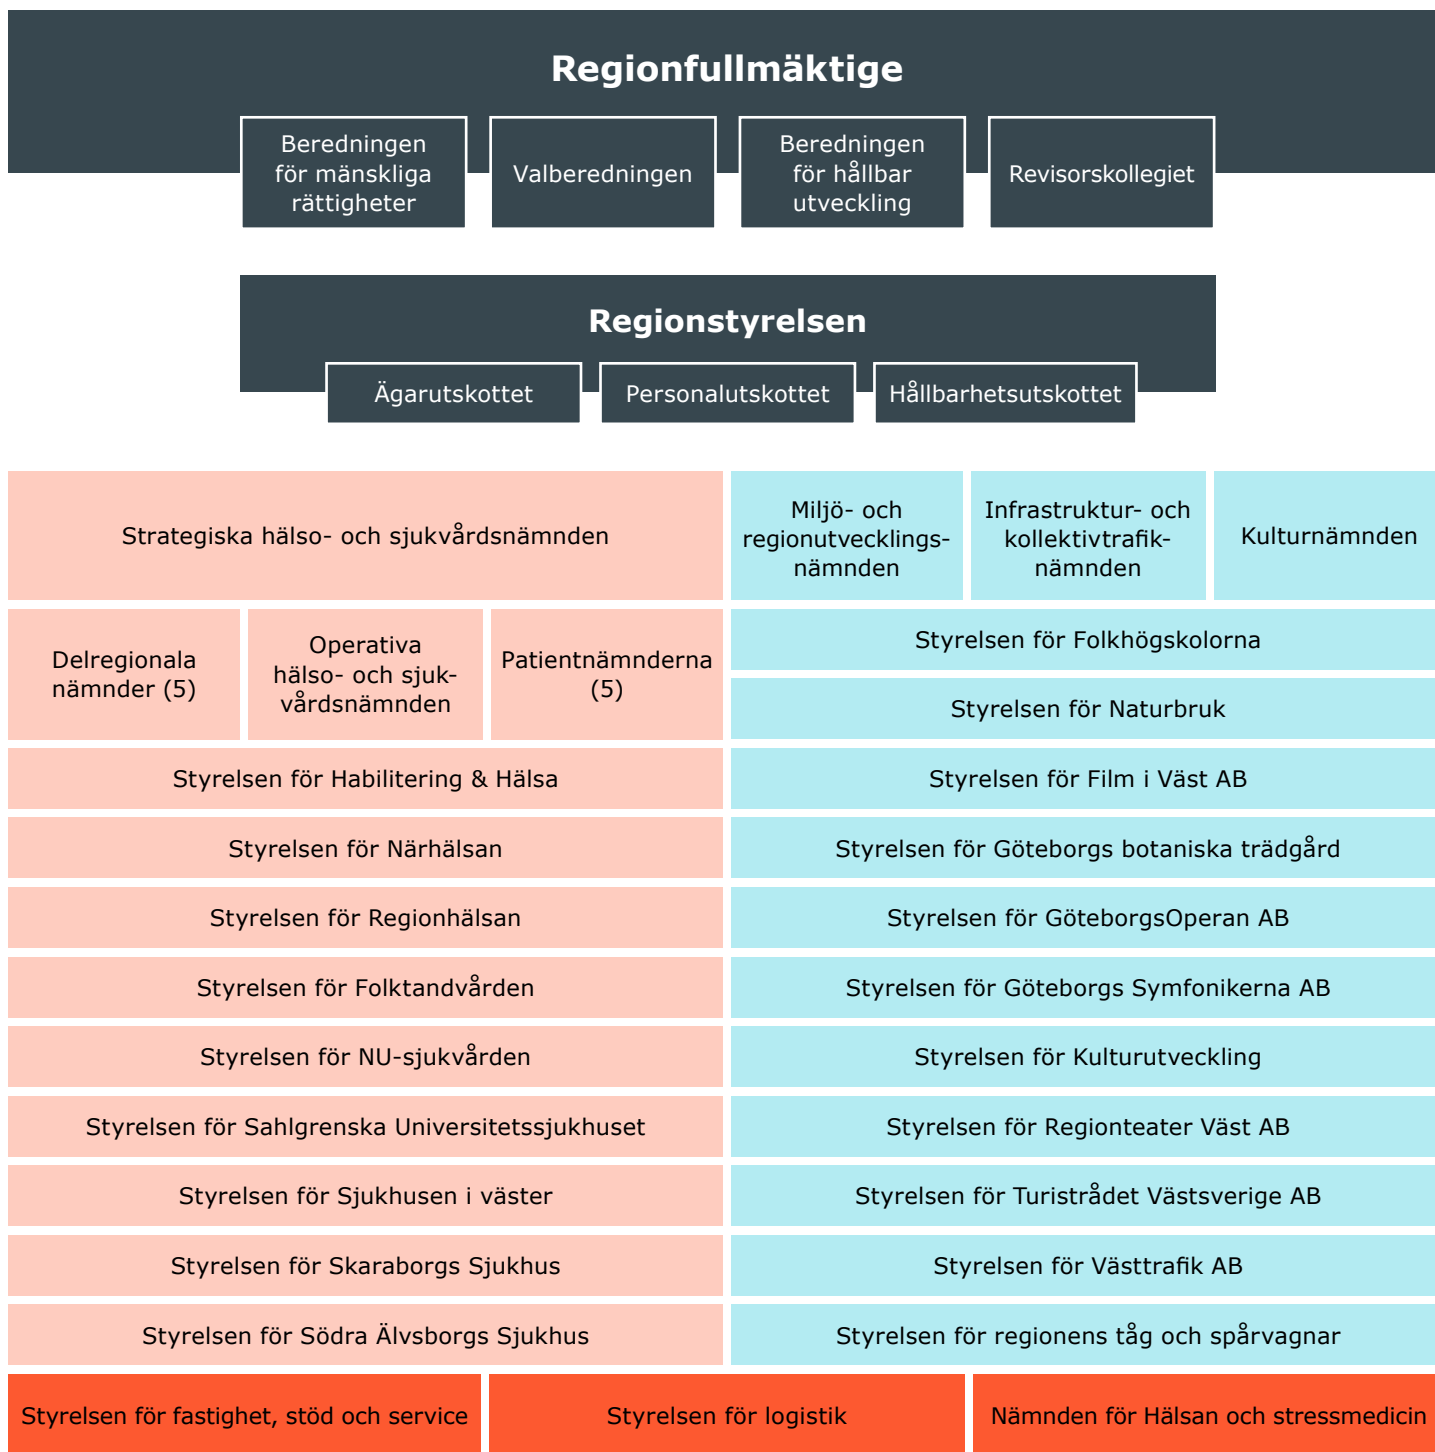 Regionfullmäktige
Beredningen
för mänskliga
rättigheter
Valberedningen
Beredningen
för hållbar
utveckling
Revisorskollegiet
Regionstyrelsen
Ägarutskottet
Personalutskottet
Hållbarhetsutskottet
Strategiska hälso- och sjukvårdsnämnden
Miljö- och
regionutvecklings-
nämnden
Infrastruktur- och
kollektivtrafik-
nämnden
Kulturnämnden
Delregionala
nämnder (5)
Operativa
hälso- och sjuk-
vårdsnämnden
Patientnämnderna
(5)
Styrelsen för Folkhögskolorna
Styrelsen för Naturbruk
Styrelsen för Habilitering & Hälsa
Styrelsen för Film i Väst AB
Styrelsen för Närhälsan
Styrelsen för Göteborgs botaniska trädgård
Styrelsen för Regionhälsan
Styrelsen för GöteborgsOperan AB
Styrelsen för Folktandvården
Styrelsen för Göteborgs Symfonikerna AB
Styrelsen för NU-sjukvården
Styrelsen för Kulturutveckling
Styrelsen för Sahlgrenska Universitetssjukhuset
Styrelsen för Regionteater Väst AB
Styrelsen för Sjukhusen i väster
Styrelsen för Turistrådet Västsverige AB
Styrelsen för Skaraborgs Sjukhus
Styrelsen för Västtrafik AB
Styrelsen för Södra Älvsborgs Sjukhus
Styrelsen för regionens tåg och spårvagnar
Styrelsen för fastighet, stöd och service
Styrelsen för logistik
Nämnden för Hälsan och stressmedicin